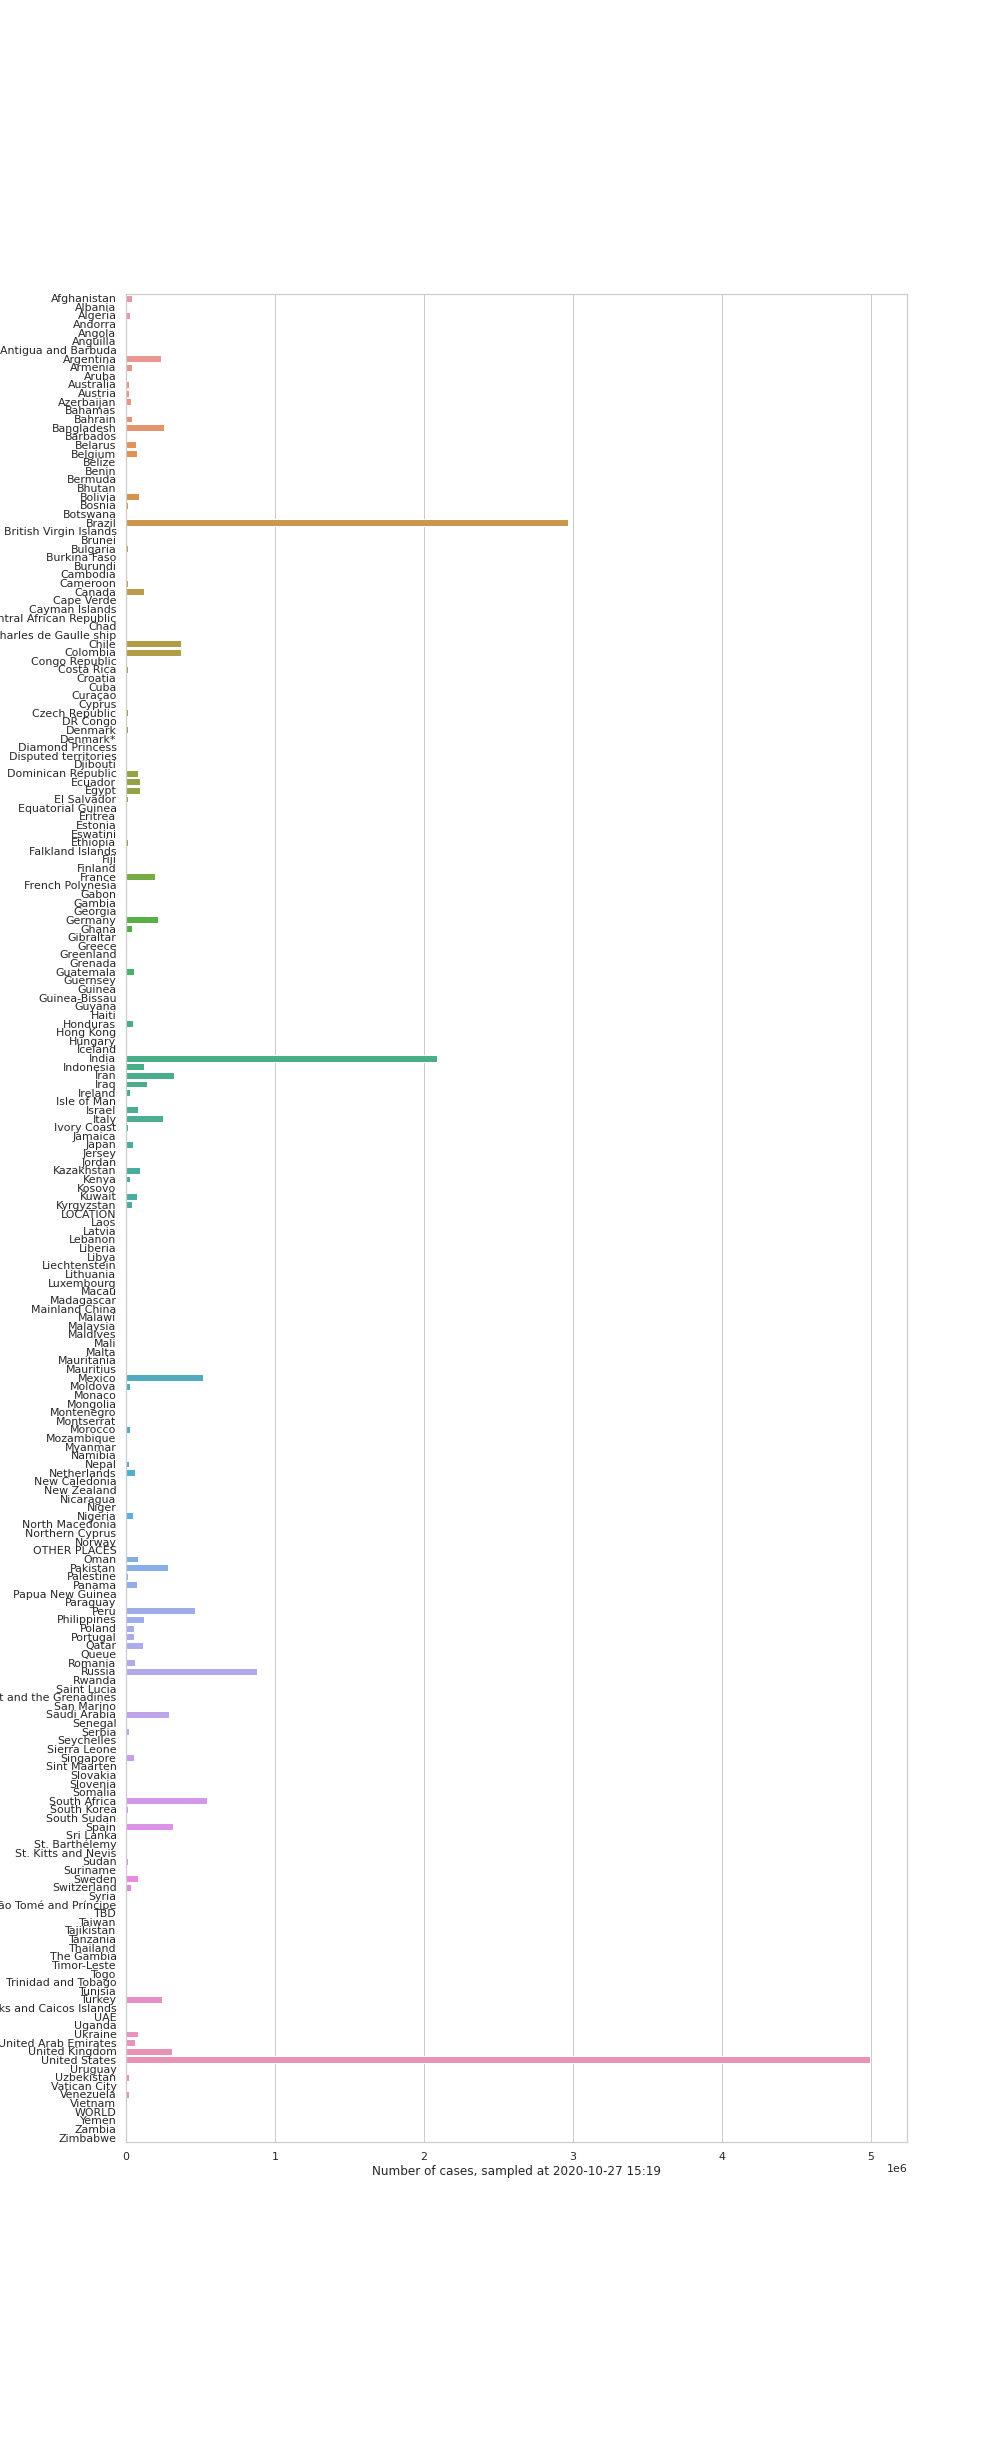 Afghanistan
Albania
Algeria
Andorra
Angola
Anguilla
Antigua and Barbuda
Argentina
Armenia
Aruba
Australia
Austria
Azerbaijan
Bahamas
Bahrain
Bangladesh
Barbados
Belarus
Belgium
Belize
Benin
Bermuda
Bhutan
Bolivia
Bosnia
Botswana
Brazil
British Virgin Islands
Brunei
Bulgaria
Burkina Faso
Burundi
Cambodia
Cameroon
Canada
Cape Verde
Cayman Islands
ntral African Republic
Chad
harles de Gaulle ship
Chile
Colombia
Congo Republic
Costa Rica
Croatia
Cuba
Curaçao
Cyprus
Czech Republic
DR Congo
Denmark
Denmark*
Diamond Princess
Disputed territories
Djibouti
Dominican Republic
Ecuador
Egypt
El Salvador
Equatorial Guinea
Eritrea
Estonia
Eswatini
Ethiopia
Falkland Islands
Fiji
Finland
France
French Polynesia
Gabon
Gambia
Georgia
Germany
Ghana
Gibraltar
Greece
Greenland
Grenada
Guatemala
Guernsey
Guinea
Guinea-Bissau
Guyana
Haiti
Honduras
Hong Kong
Hungary
Iceland
India
Indonesia
Iran
Iraq
Ireland
Isle of Man
Israel
Italy
Ivory Coast
Jamaica
Japan
Jersey
Jordan
Kazakhstan
Kenya
Kosovo
Kuwait
Kyrgyzstan
LOCATION
Laos
Latvia
Lebanon
Liberia
Libya
Liechtenstein
Lithuania
Luxembourg
Macau
Madagascar
Mainland China
Malawi
Malaysia
Maldives
Mali
Malta
Mauritania
Mauritius
Mexico
Moldova
Monaco
Mongolia
Montenegro
Montserrat
Morocco
Mozambique
Myanmar
Namibia
Nepal
Netherlands
New Caledonia
New Zealand
Nicaragua
Niger
Nigeria
North Macedonia
Northern Cyprus
Norway
OTHER PLACES
Oman
Pakistan
Palestine
Panama
Papua New Guinea
Paraguay
Peru
Philippines
Poland
Portugal
Qatar
Queue
Romania
Russia
Rwanda
Saint Lucia
t and the Grenadines
San Marino
Saudi Arabia
Senegal
Serbia
Seychelles
Sierra Leone
Singapore
Sint Maarten
Slovakia
Slovenia
Somalia
South Africa
South Korea
South Sudan
Spain
Sri Lanka
St. Barthélemy
St. Kitts and Nevis
Sudan
Suriname
Sweden
Switzerland
Syria
ão Tomé and Príncipe
TBD
Taiwan
Tajikistan
Tanzania
Thailand
The Gambia
Timor-Leste
Togo
Trinidad and Tobago
Tunisia
Turkey
ks and Caicos Islands
UAE
Uganda
Ukraine
United Arab Emirates
United Kingdom
United States
Uruguay
Uzbekistan
Vatican City
Venezuela
Vietnam
WORLD
Yemen
Zambia
Zimbabwe
0 1 2 3 4 5
1e6
Number of cases, sampled at 2020-10-27 15:19